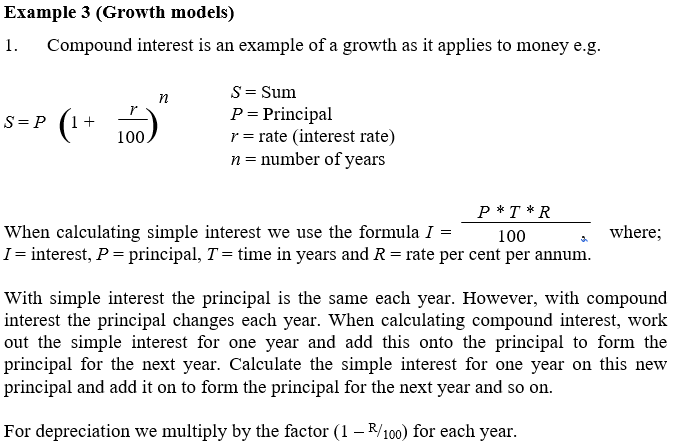 Example 3 (Growth models)
1. Compound interest is an example of a growth as it applies to money e.g.
S = P (1 + r/100)^n
S = Sum
P = Principal
r = rate (interest rate)
n = number of years
When calculating simple interest we use the formula I = P * T * R / 100, where;
I = interest, P = principal, T = time in years and R = rate per cent per annum.
With simple interest the principal is the same each year. However, with compound
interest the principal changes each year. When calculating compound interest, work
out the simple interest for one year and add this onto the principal to form the
principal for the next year. Calculate the simple interest for one year on this new
principal and add it on to form the principal for the next year and so on.
For depreciation we multiply by the factor (1 – R/100) for each year.